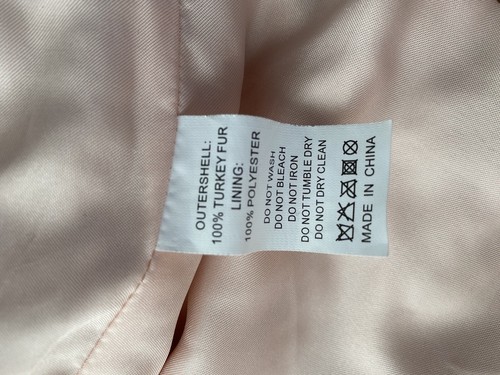 OUTERSHELL:
100% TURKEY FUR
LINING:
100% POLYESTER
DO NOT WASH
DO NOT BLEACH
DO NOT IRON
DO NOT TUMBLE DRY
DO NOT DRY CLEAN
MADE IN CHINA